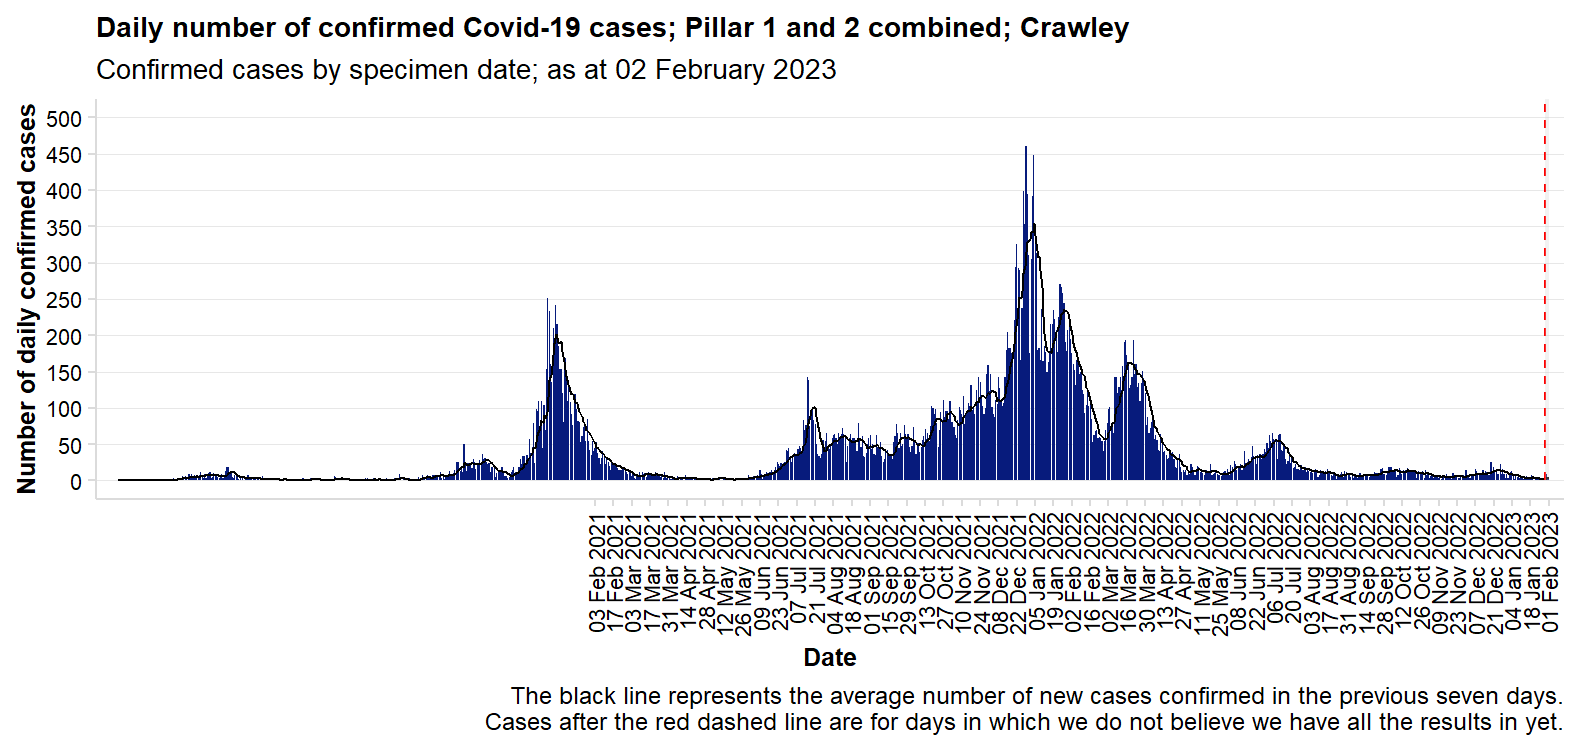 Daily number of confirmed Covid-19 cases; Pillar 1 and 2 combined; Crawley
Confirmed cases by specimen date; as at 02 February 2023
Number of daily confirmed cases
500
450
400
350
300
250
200
150
100
50
0
03 Feb 2021
17 Feb 2021
03 Mar 2021
17 Mar 2021
31 Mar 2021
14 Apr 2021
28 Apr 2021
12 May 2021
26 May 2021
09 Jun 2021
23 Jun 2021
07 Jul 2021
21 Jul 2021
04 Aug 2021
18 Aug 2021
01 Sep 2021
15 Sep 2021
29 Sep 2021
13 Oct 2021
27 Oct 2021
10 Nov 2021
24 Nov 2021
08 Dec 2021
22 Dec 2021
05 Jan 2022
19 Jan 2022
02 Feb 2022
16 Feb 2022
02 Mar 2022
16 Mar 2022
30 Mar 2022
13 Apr 2022
27 Apr 2022
11 May 2022
25 May 2022
08 Jun 2022
22 Jun 2022
06 Jul 2022
20 Jul 2022
03 Aug 2022
17 Aug 2022
31 Aug 2022
14 Sep 2022
28 Sep 2022
12 Oct 2022
26 Oct 2022
09 Nov 2022
23 Nov 2022
07 Dec 2022
21 Dec 2022
04 Jan 2023
18 Jan 2023
01 Feb 2023
Date
The black line represents the average number of new cases confirmed in the previous seven days.
Cases after the red dashed line are for days in which we do not believe we have all the results in yet.